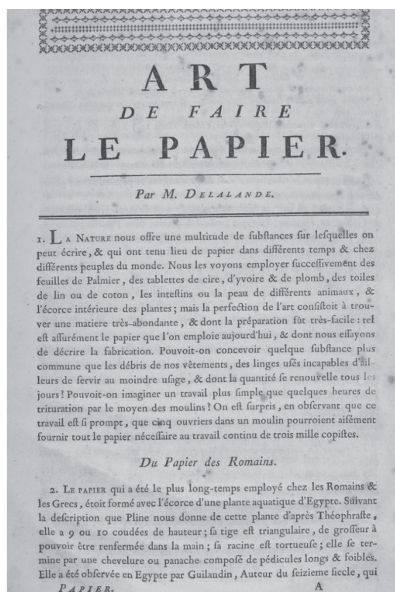 ART
DE FAIRE
LE PAPIER.
Par M. DELALANDE.
1. LA NATURE nous offre une multitude de ſubſtances ſur leſquelles on
peut écrire, & qui ont tenu lieu de papier dans différents temps & chez
différents peuples du monde. Nous les voyons employer ſucceſſivement des
feuilles de Palmier, des tablettes de cire, d'yvoire & de plomb, des toiles
de lin ou de coton, les inteſtins ou la peau de différents animaux, &
l'écorce intérieure des plantes; mais la perfection de l'art conſiſtoit à trou-
ver une matiere très-abondante, & dont la préparation fût très-facile: tel
eſt aſſurément le papier que l'on emploie aujourd'hui, & dont nous eſſayons
de décrire la fabrication. Pouvoit-on concevoir quelque ſubſtance plus
commune que les débris de nos vêtements, des linges uſés incapables d'ail-
leurs de ſervir au moindre uſage, & dont la quantité ſe renouvelle tous les
jours? Pouvoit-on imaginer un travail plus ſimple que quelques heures de
trituration par le moyen des moulins? On eſt ſurpris, en obſervant que ce
travail eſt ſi prompt, que cinq ouvriers dans un moulin pourroient aiſément
fournir tout le papier néceſſaire au travail continu de trois mille copiſtes.
Du Papier des Romains.
2. LE PAPIER qui a été le plus long-temps employé chez les Romains &
les Grecs, étoit formé avec l'écorce d'une plante aquatique d'Egypte. Suivant
la deſcription que Pline nous donne de cette plante d'après Théophraſte,
elle a 9 ou 10 coudées de hauteur; ſa tige eſt triangulaire, de groſſeur à
pouvoir être renfermée dans la main; ſa racine eſt tortueuſe; elle ſe ter-
mine par une chevelure ou panache compoſé de pédicules longs & foibles.
Elle a été obſervée en Egypte par Guilandin, Auteur du ſeizieme ſiecle, qui
PAPIER. A